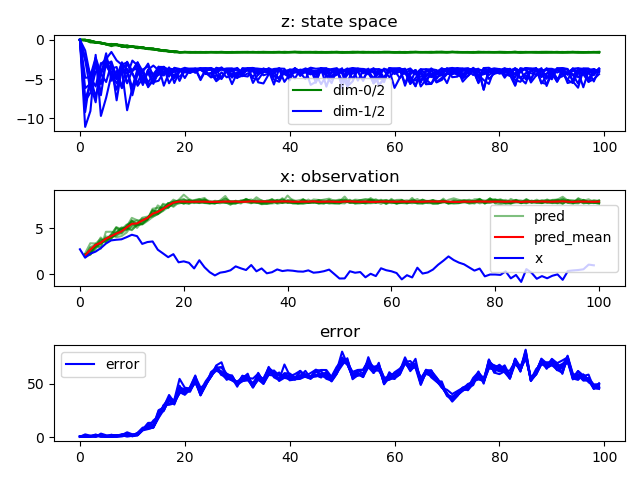 z: state space
0
−5
−10
dim-0/2
dim-1/2
0 20 40 60 80 100
x: observation
5
0
pred
pred_mean
x
0 20 40 60 80 100
error
50
0
error
0 20 40 60 80 100